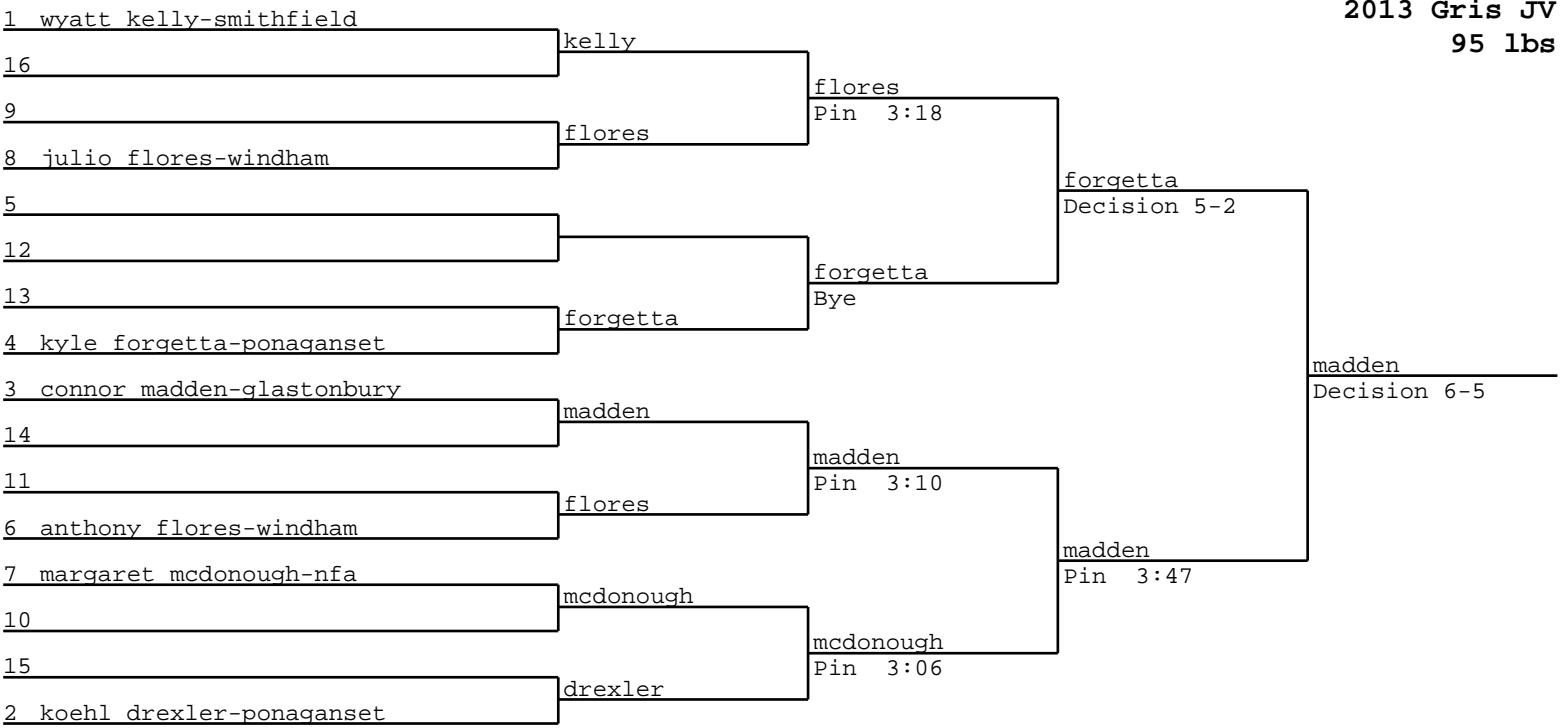 2013 Gris JV
95 lbs
1 wyatt kelly-smithfield
16
9
8 julio flores-windham
5
12
13
4 kyle forgetta-ponaganset
3 connor madden-glastonbury
14
11
6 anthony flores-windham
7 margaret mcdonough-nfa
10
15
2 koehl drexler-ponaganset
kelly
flores
forgetta
madden
flores
mcdonough
drexler
flores
Pin 3:18
forgetta
Bye
madden
Pin 3:10
mcdonough
Pin 3:06
forgetta
Decision 5-2
madden
Pin 3:47
madden
Decision 6-5